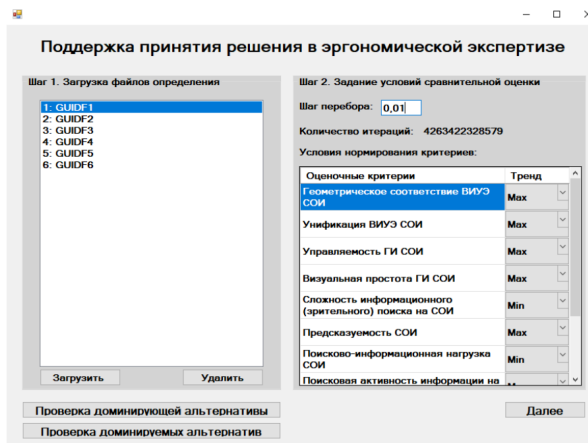 Поддержка принятия решения в эргономической экспертизе
Шаг 1. Загрузка файлов определения
1: GUIDF1
2: GUIDF2
3: GUIDF3
4: GUIDF4
5: GUIDF5
6: GUIDF6
Загрузить Удалить
Проверка доминирующей альтернативы
Проверка доминируемых альтернатив
Шаг 2. Задание условий сравнительной оценки
Шаг перебора: 0,01
Количество итераций: 4263422328579
Условия нормирования критериев:
Оценочные критерии Тренд
Геометрическое соответствие ВИУЭ
СОИ Max
Унификация ВИУЭ СОИ Max
Управляемость ГИ СОИ Max
Визуальная простота ГИ СОИ Max
Сложность информационного
(зрительного) поиска на СОИ Min
Предсказуемость СОИ Max
Поисково-информационная нагрузка
СОИ Min
Поисковая активность информации на
Далее